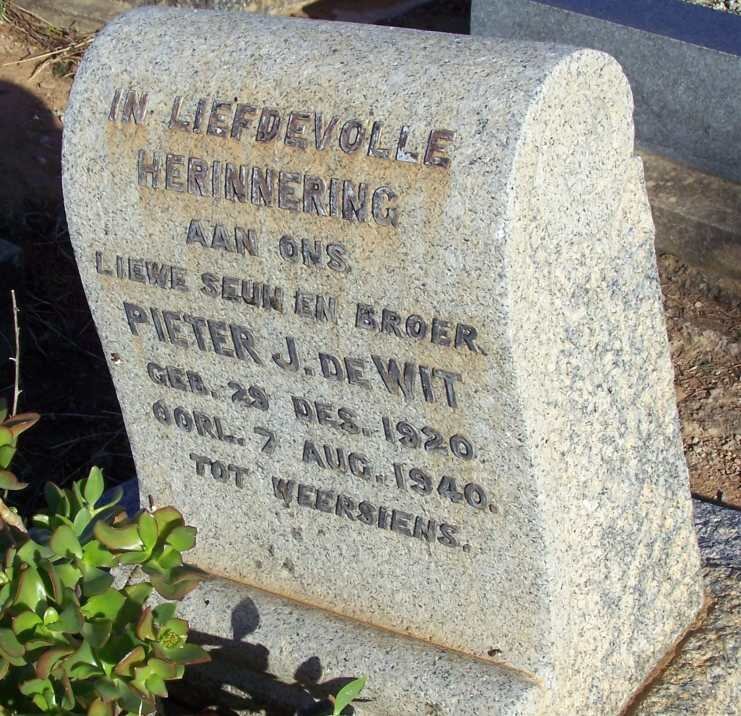 IN LIEFDEVOLLE
HERINNERING
AAN ONS
LIEWE SEUN EN BROER.
PIETER J. DE WIT
GEB. 29 DES. 1920.
OORL. 7 AUG. 1940.
TOT WEERSIENS.